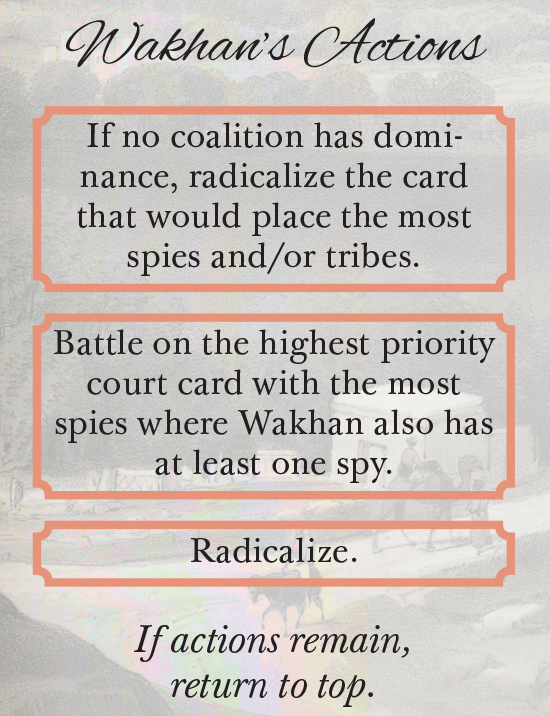 Wakhan's Actions
If no coalition has domi-
nance, radicalize the card
that would place the most
spies and/or tribes.
Battle on the highest priority
court card with the most
spies where Wakhan also has
at least one spy.
Radicalize.
If actions remain,
return to top.